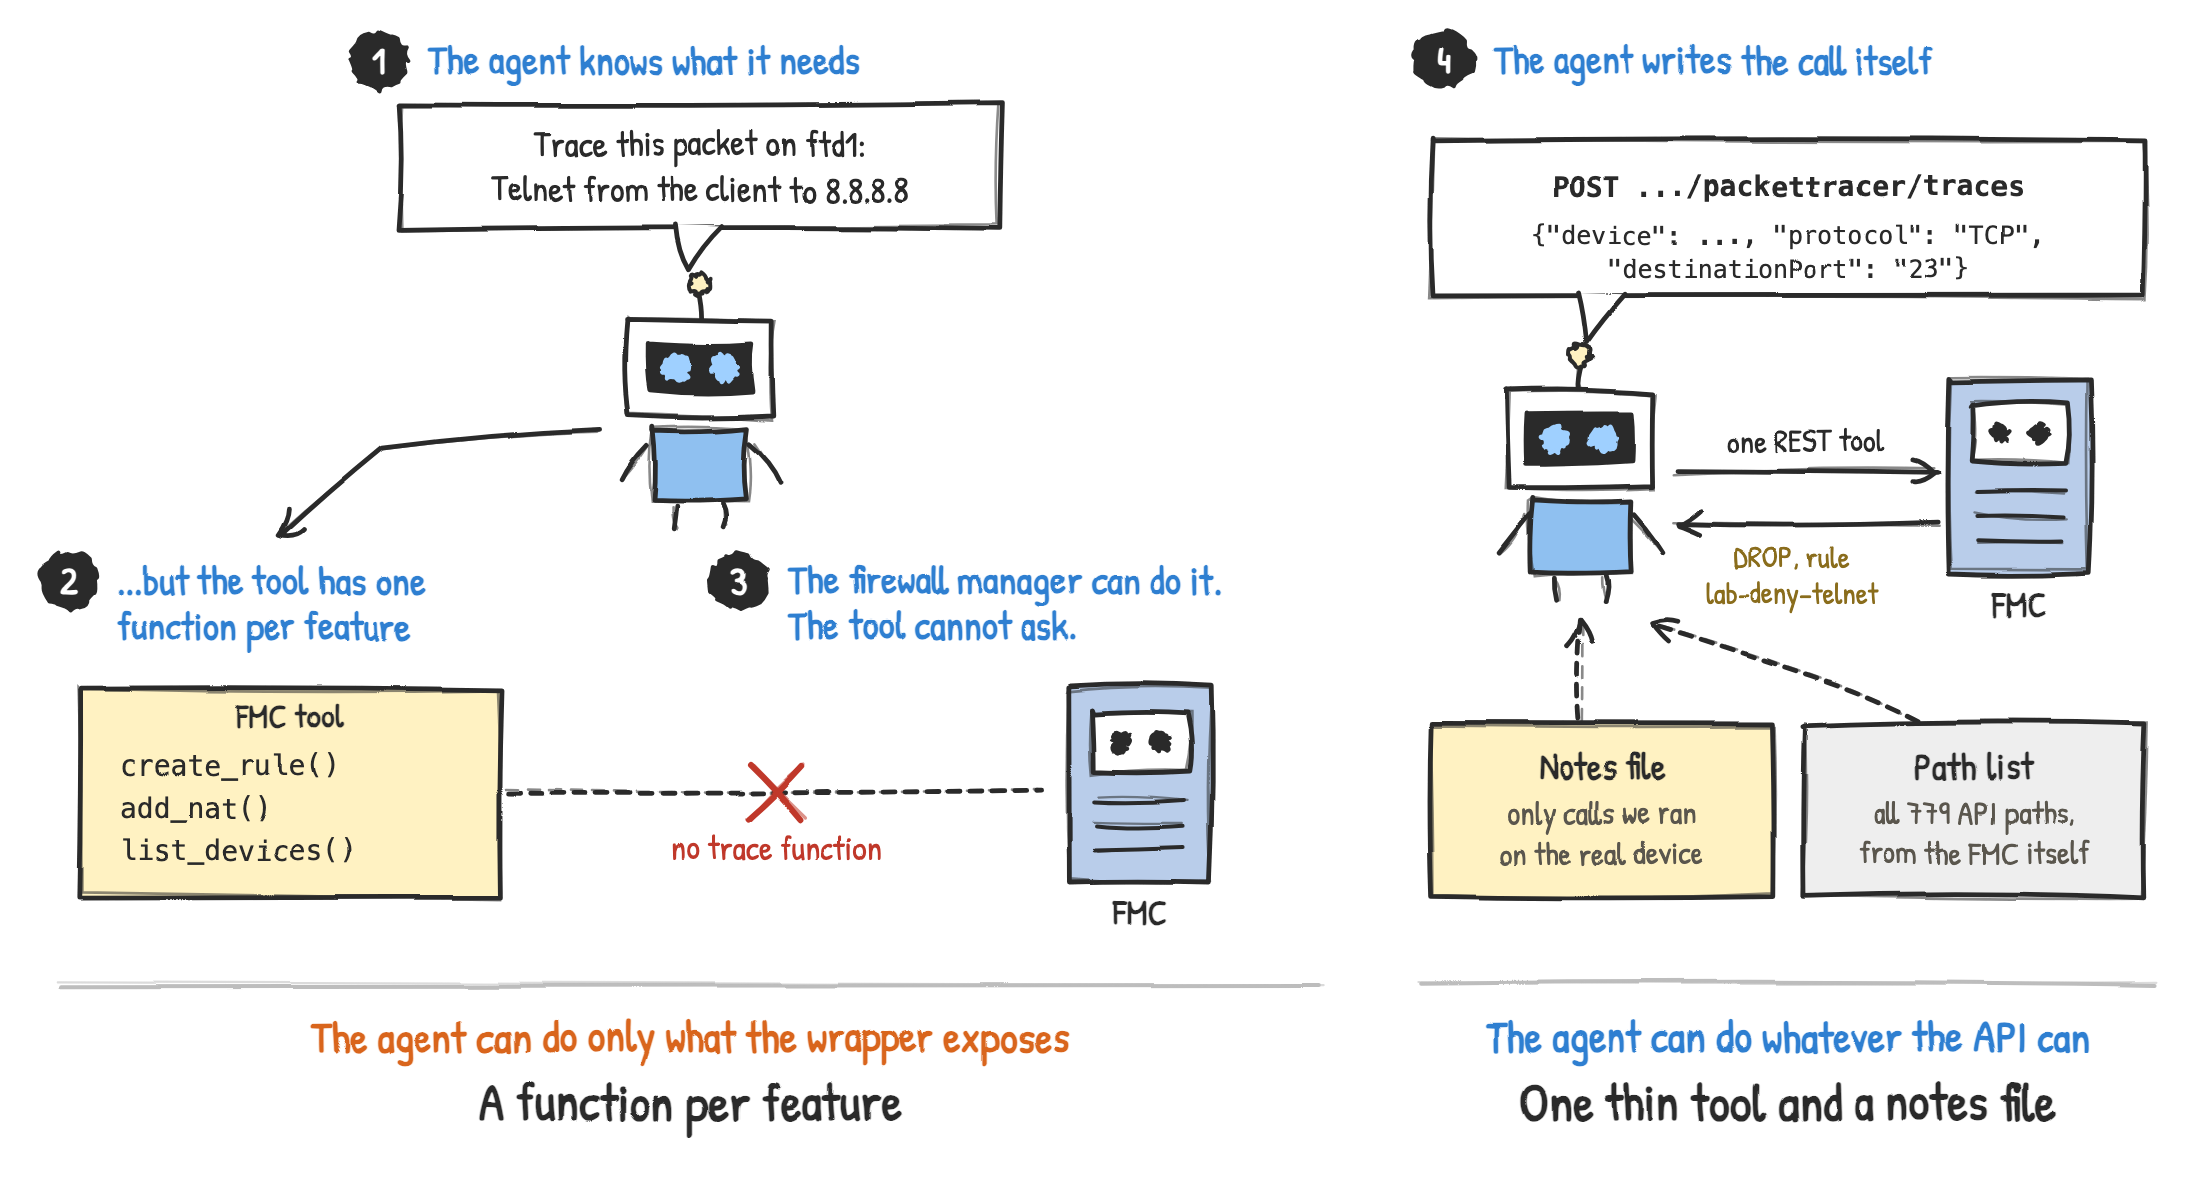 1
The agent knows what it needs
Trace this packet on ftd1:
Telnet from the client to 8.8.8.8
2
...but the tool has one
function per feature
FMC tool
create_rule()
add_nat()
list_devices()
3
The firewall manager can do it.
The tool cannot ask.
no trace function
FMC
The agent can do only what the wrapper exposes
A function per feature
4
The agent writes the call itself
POST .../packettracer/traces
{"device": ..., "protocol": "TCP",
"destinationPort": "23"}
one REST tool
DROP, rule
lab-deny-telnet
FMC
Notes file
only calls we ran
on the real device
Path list
all 779 API paths,
from the FMC itself
The agent can do whatever the API can
One thin tool and a notes file